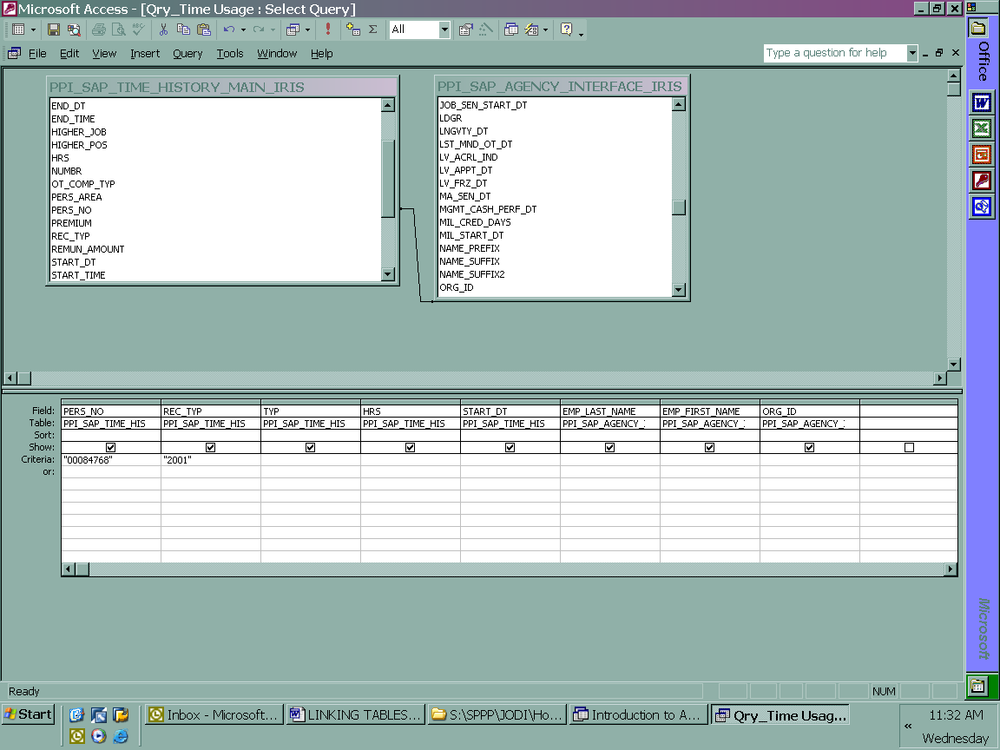 Microsoft Access - [Qry_Time Usage : Select Query]
All
File Edit View Insert Query Tools Window Help
Type a question for help
Office
PPI_SAP_TIME_HISTORY_MAIN_IRIS
END_DT
END_TIME
HIGHER_JOB
HIGHER_POS
HRS
NUMBR
OT_COMP_TYP
PERS_AREA
PERS_NO
PREMIUM
REC_TYP
REMUN_AMOUNT
START_DT
START_TIME
PPI_SAP_AGENCY_INTERFACE_IRIS
JOB_SEN_START_DT
LDGR
LNGVTY_DT
LST_MND_OT_DT
LV_ACRL_IND
LV_APPT_DT
LV_FRZ_DT
MA_SEN_DT
MGMT_CASH_PERF_DT
MIL_CRED_DAYS
MIL_START_DT
NAME_PREFIX
NAME_SUFFIX
NAME_SUFFIX2
ORG_ID
Field: PERS_NO REC_TYP TYP HRS START_DT EMP_LAST_NAME EMP_FIRST_NAME ORG_ID
Table: PPI_SAP_TIME_HIS PPI_SAP_TIME_HIS PPI_SAP_TIME_HIS PPI_SAP_TIME_HIS PPI_SAP_TIME_HIS PPI_SAP_AGENCY_ PPI_SAP_AGENCY_ PPI_SAP_AGENCY_
Sort:
Show:
Criteria: "00084768" "2001"
or:
Microsoft
Ready NUM
Start Inbox - Microsoft... LINKING TABLES... S:\SPPP\JODI\Ho... Introduction to A... Qry_Time Usag... « 11:32 AM
Wednesday